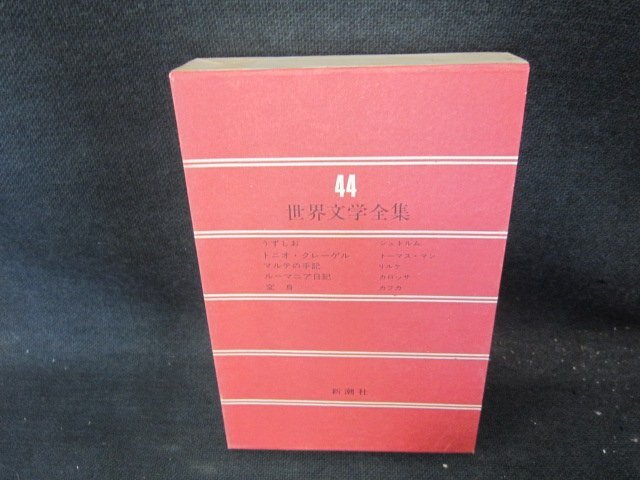 44
世界文学全集
うずしお シュトルム
トニオ・クレーゲル トーマス・マン
マルテの手記 リルケ
ルーマニア日記 カロッサ
変身 カフカ
新潮社